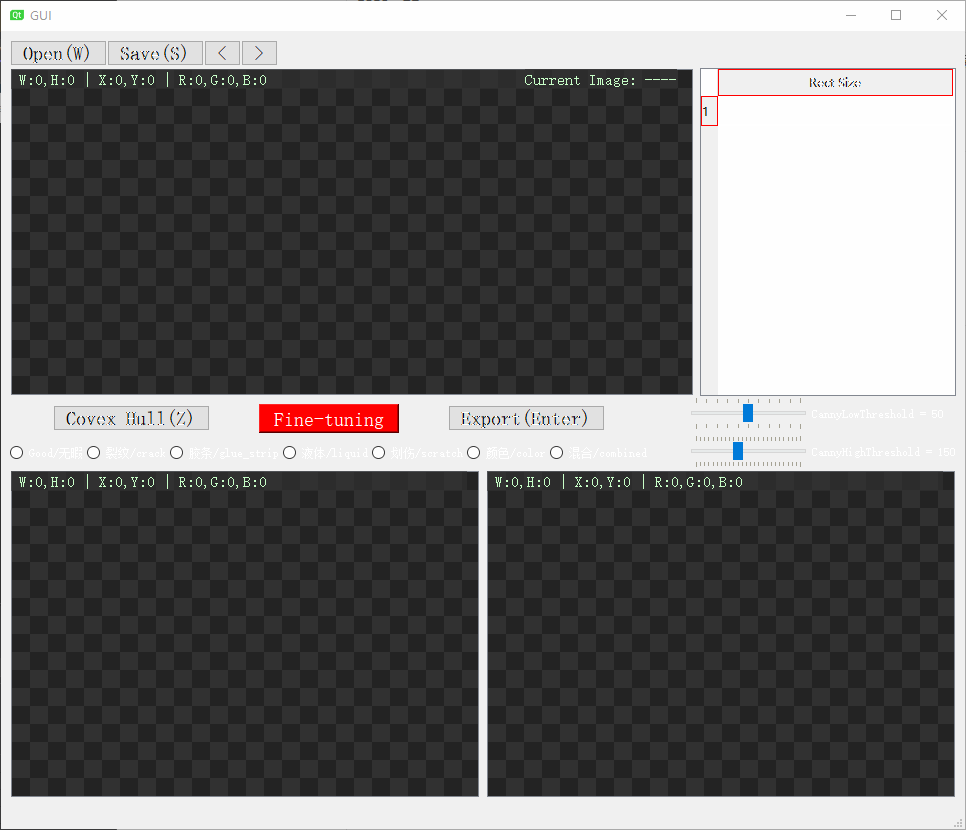 Qt GUI
Open(W) Save(S) < >
W:0,H:0 | X:0,Y:0 | R:0,G:0,B:0 Current Image: ----
Rect Size
1
Covex Hull(Z) Fine-tuning Export(Enter)
CannyLowThreshold = 50
CannyHighThreshold = 150
Good/无暇 裂纹/crack 胶条/glue_strip 液体/liquid 划伤/scratch 颜色/color 混合/combined
W:0,H:0 | X:0,Y:0 | R:0,G:0,B:0
W:0,H:0 | X:0,Y:0 | R:0,G:0,B:0